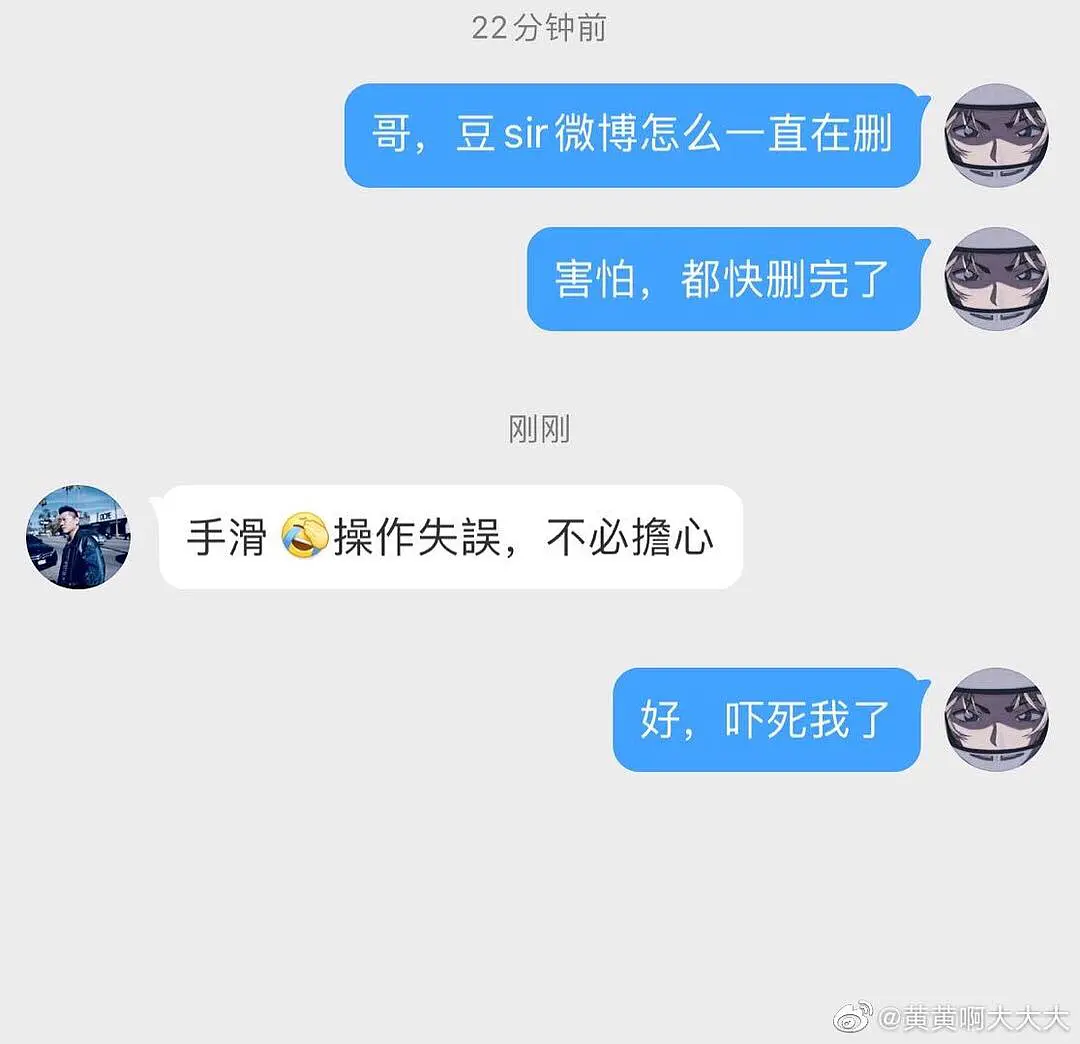 22分钟前
哥，豆sir微博怎么一直在删
害怕，都快删完了
刚刚
手滑🤣操作失誤，不必擔心
好，吓死我了
@黄黄啊大大大